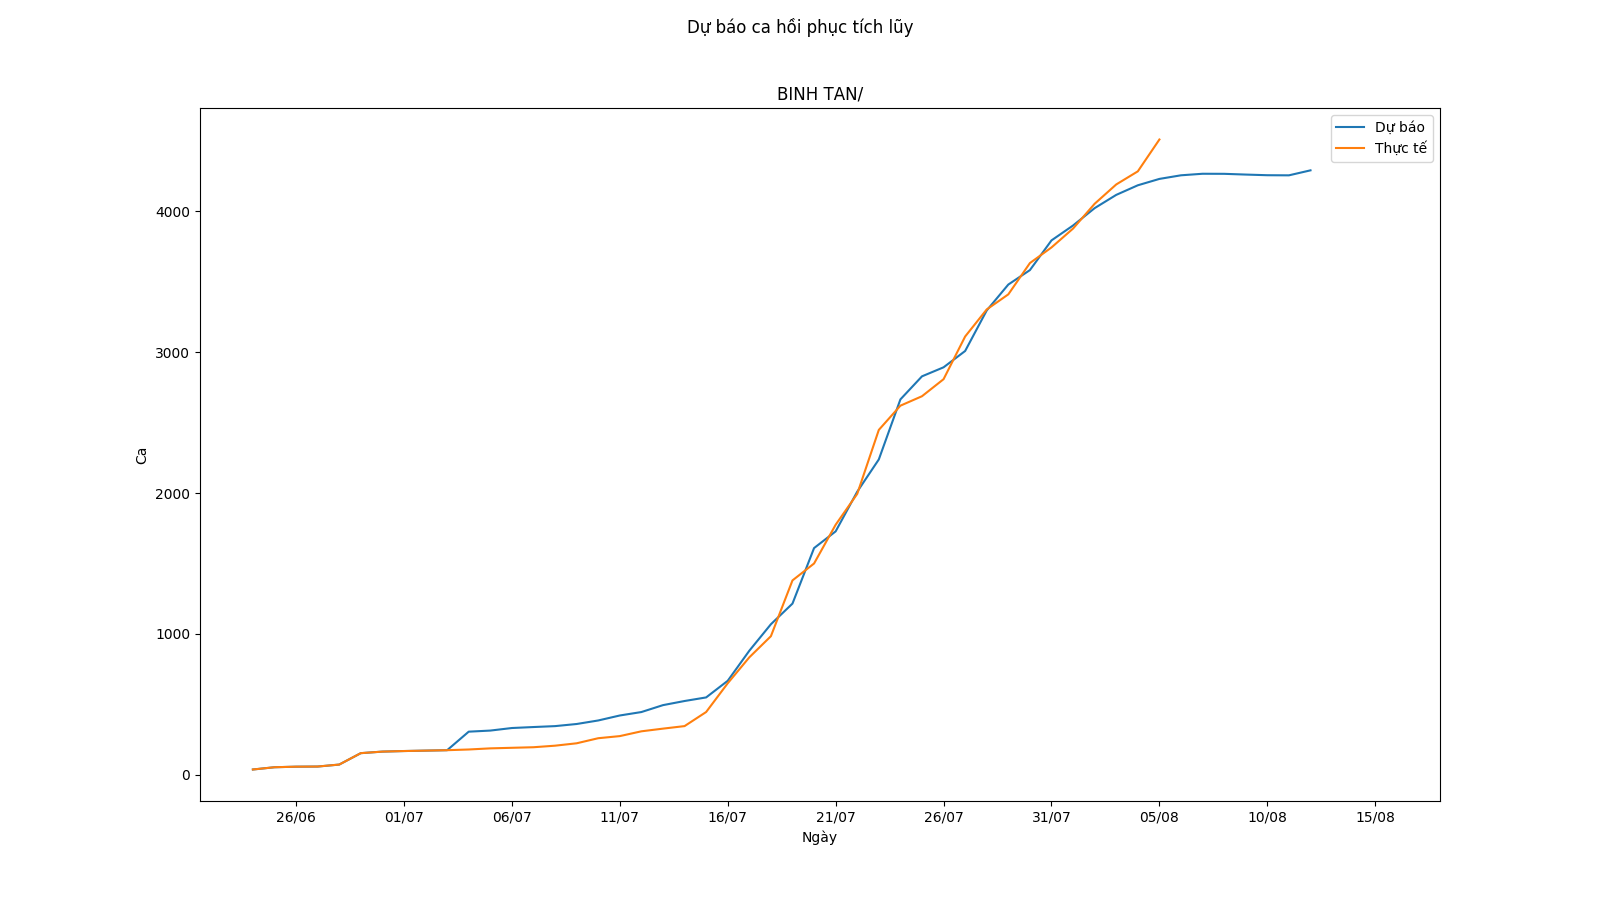 Dự báo ca hồi phục tích lũy
BINH TAN/
Dự báo
Thực tế
4000
3000
2000
1000
0
Ca
26/06 01/07 06/07 11/07 16/07 21/07 26/07 31/07 05/08 10/08 15/08
Ngày